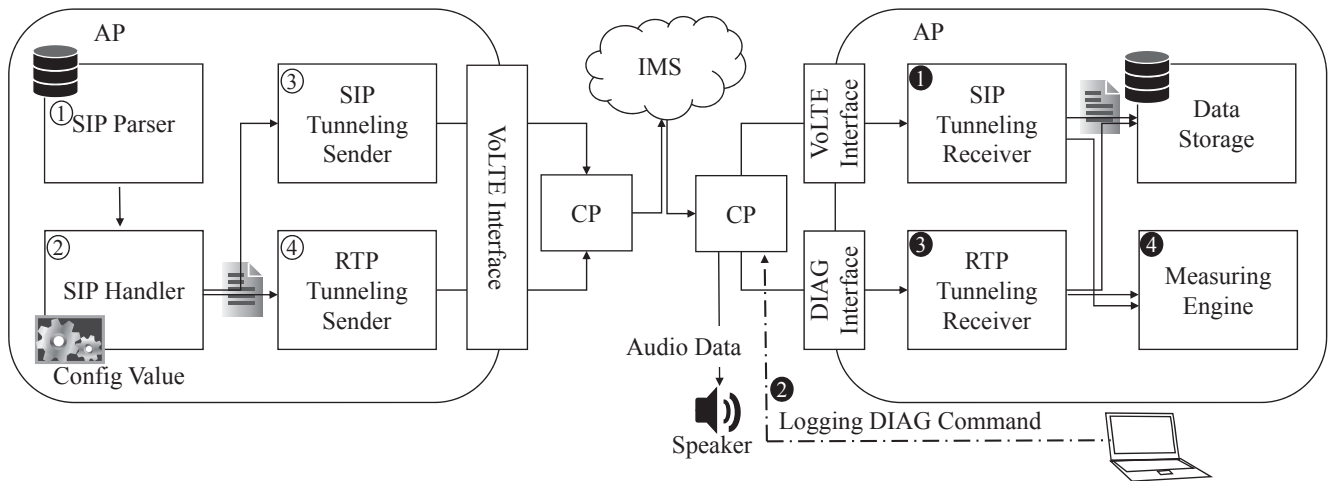 AP
①
SIP Parser
②
SIP Handler
Config Value
③
SIP
Tunneling
Sender
④
RTP
Tunneling
Sender
VoLTE Interface
CP
IMS
CP
Audio Data
Speaker
❷
Logging DIAG Command
VoLTE
Interface
DIAG
Interface
AP
❶
SIP
Tunneling
Receiver
❸
RTP
Tunneling
Receiver
Data
Storage
❹
Measuring
Engine